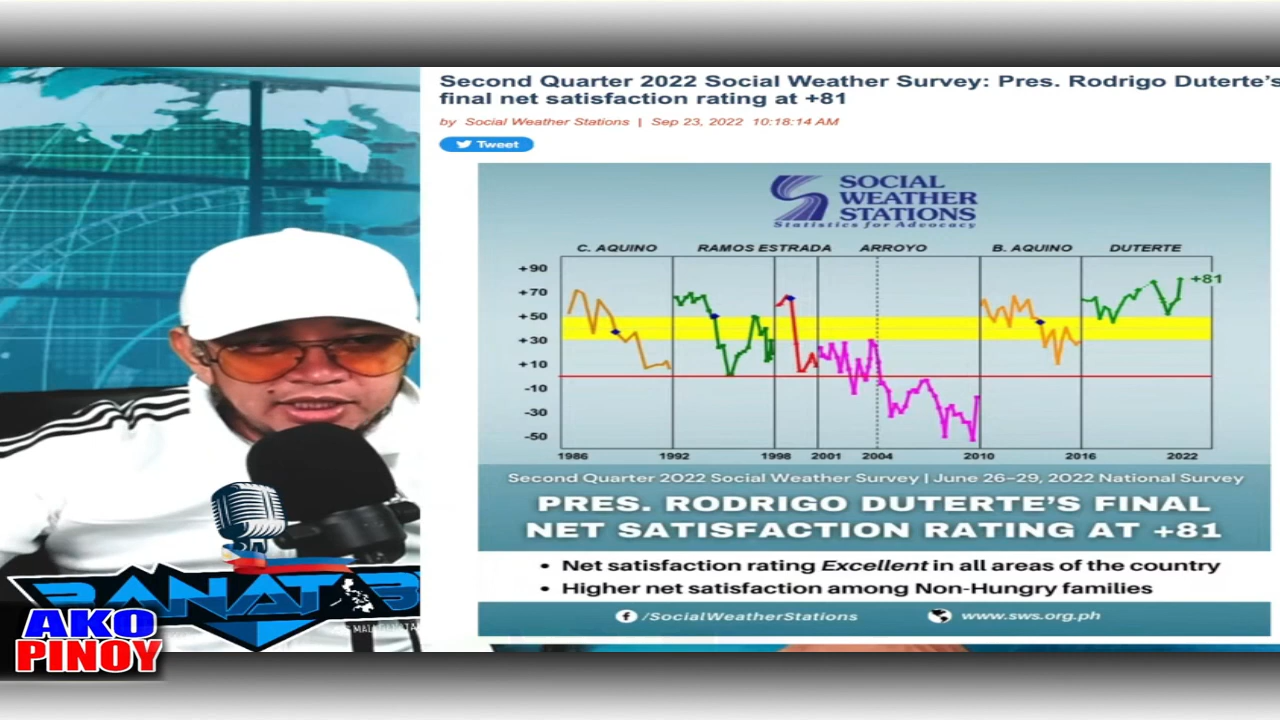 Second Quarter 2022 Social Weather Survey: Pres. Rodrigo Duterte's
final net satisfaction rating at +81
by Social Weather Stations | Sep 23, 2022 10:18:14 AM
Tweet
SOCIAL
WEATHER
STATIONS
Statistics for Advocacy
C. AQUINO RAMOS ESTRADA ARROYO B. AQUINO DUTERTE
+90
+81
+70
+50
+30
+10
-10
-30
-50
1986 1992 1998 2001 2004 2010 2016 2022
Second Quarter 2022 Social Weather Survey | June 26-29, 2022 National Survey
PRES. RODRIGO DUTERTE'S FINAL
NET SATISFACTION RATING AT +81
• Net satisfaction rating Excellent in all areas of the country
• Higher net satisfaction among Non-Hungry families
/SocialWeatherStations www.sws.org.ph
BANAT B
AKO
PINOY